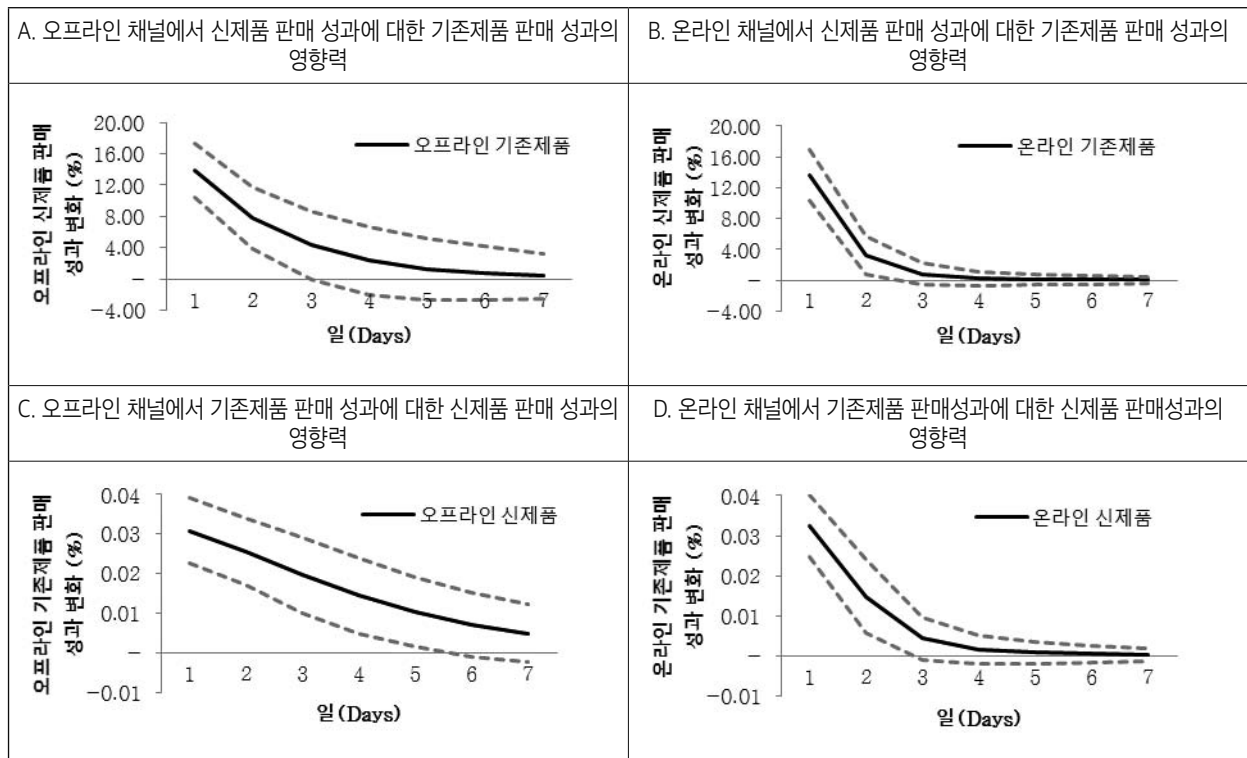 A. 오프라인 채널에서 신제품 판매 성과에 대한 기존제품 판매 성과의
영향력
오프라인 신제품 판매
성과 변화 (%)
20.00
16.00
12.00
8.00
4.00
–
-4.00
오프라인 기존제품
1 2 3 4 5 6 7
일(Days)
B. 온라인 채널에서 신제품 판매 성과에 대한 기존제품 판매 성과의
영향력
온라인 신제품 판매
성과 변화 (%)
20.00
16.00
12.00
8.00
4.00
–
-4.00
온라인 기존제품
1 2 3 4 5 6 7
일(Days)
C. 오프라인 채널에서 기존제품 판매 성과에 대한 신제품 판매 성과의
영향력
오프라인 기존제품 판매
성과 변화 (%)
0.04
0.03
0.02
0.01
–
-0.01
오프라인 신제품
1 2 3 4 5 6 7
일(Days)
D. 온라인 채널에서 기존제품 판매성과에 대한 신제품 판매성과의
영향력
온라인 기존제품 판매
성과 변화 (%)
0.04
0.03
0.02
0.01
–
-0.01
온라인 신제품
1 2 3 4 5 6 7
일(Days)